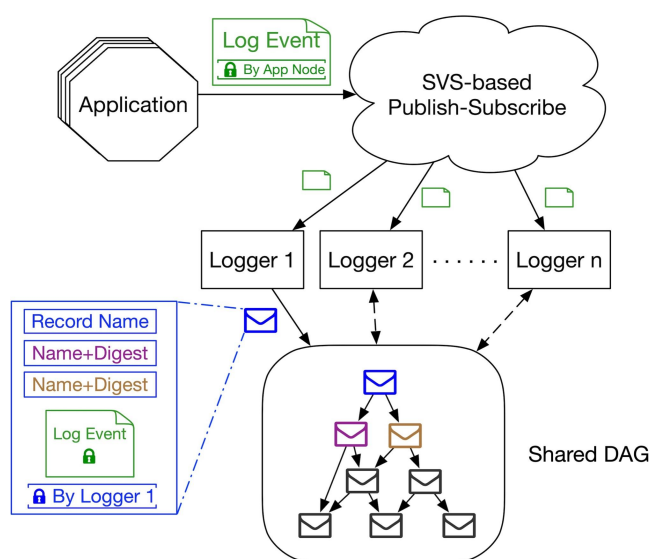 Log Event
By App Node
Application
SVS-based
Publish-Subscribe
Logger 1
Logger 2
. . . . . .
Logger n
Record Name
Name+Digest
Name+Digest
Log Event
By Logger 1
Shared DAG